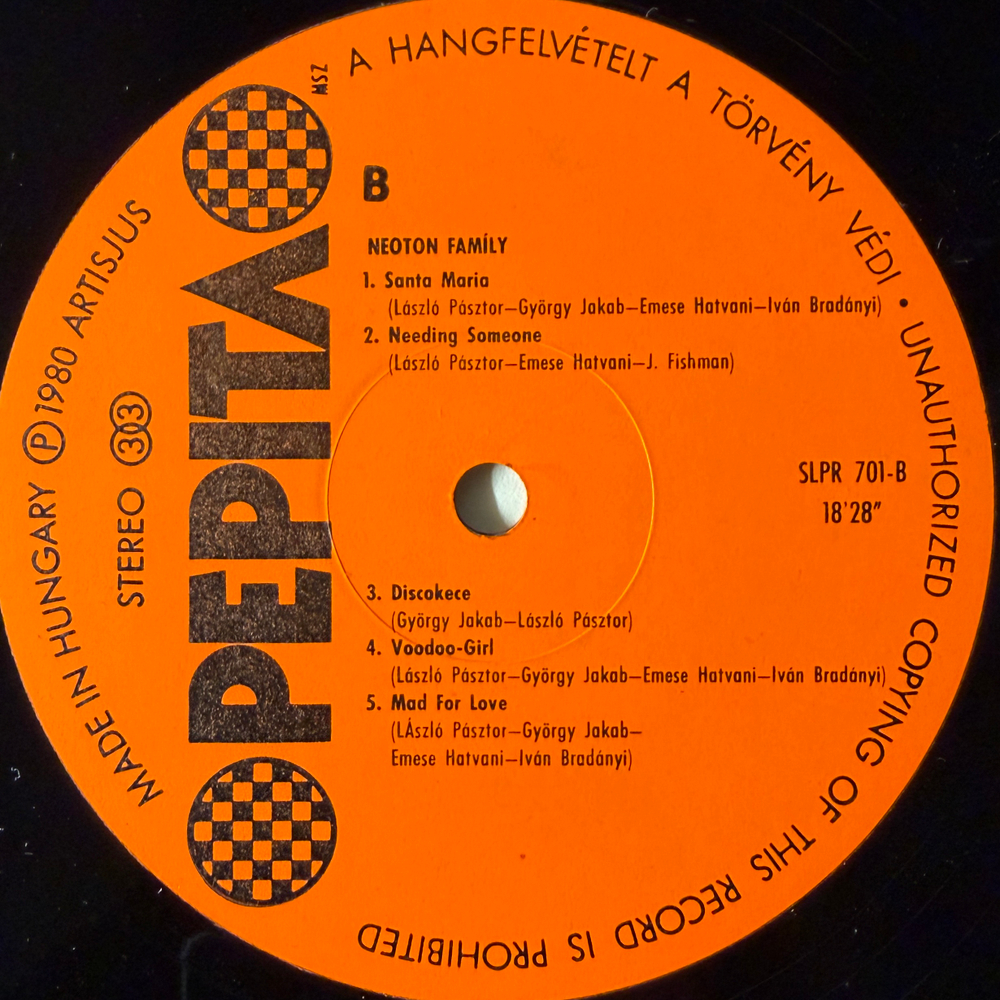 A HANGFELVÉTELT A TÖRVÉNY VÉDI • UNAUTHORIZED COPYING OF THIS RECORD IS PROHIBITED
MADE IN HUNGARY Ⓟ 1980 ARTISJUS
STEREO 33
PEPITA
MSZ
B
NEOTON FAMÍLY
1. Santa Maria
(László Pásztor—György Jakab—Emese Hatvani—Iván Bradányi)
2. Needing Someone
(László Pásztor—Emese Hatvani—J. Fishman)
SLPR 701-B
18'28"
3. Discokece
(György Jakab—László Pásztor)
4. Voodoo-Girl
(László Pásztor—György Jakab—Emese Hatvani—Iván Bradányi)
5. Mad For Love
(LÁszló Pásztor—György Jakab—
Emese Hatvani—Iván Bradányi)